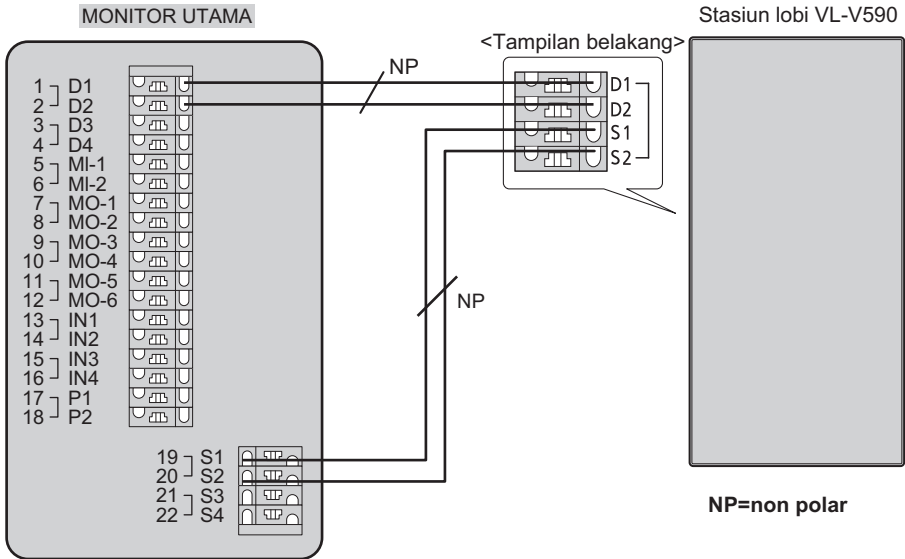 MONITOR UTAMA
Stasiun lobi VL-V590
<Tampilan belakang>
NP
1 D1
2 D2
3 D3
4 D4
5 MI-1
6 MI-2
7 MO-1
8 MO-2
9 MO-3
10 MO-4
11 MO-5
12 MO-6
13 IN1
14 IN2
15 IN3
16 IN4
17 P1
18 P2
D1
D2
S1
S2
NP
19 S1
20 S2
21 S3
22 S4
NP=non polar